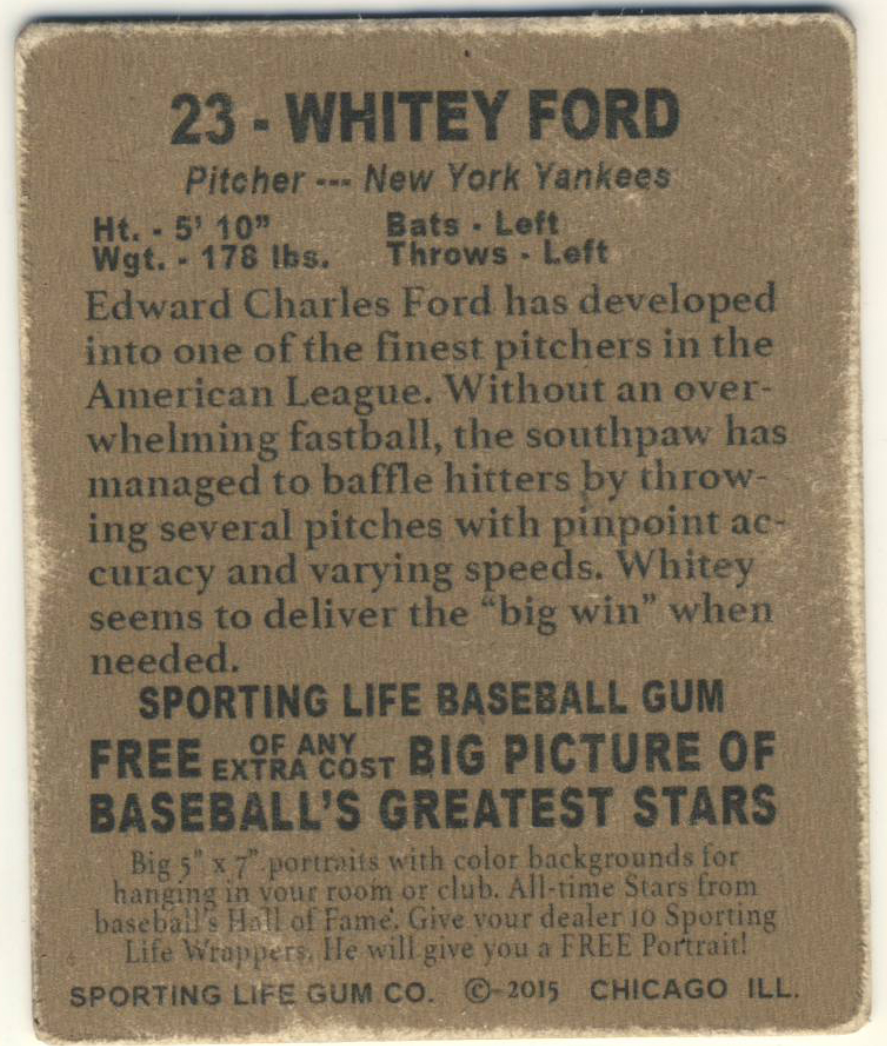 23 - WHITEY FORD
Pitcher --- New York Yankees
Ht. - 5' 10" Bats - Left
Wgt. - 178 lbs. Throws - Left
Edward Charles Ford has developed
into one of the finest pitchers in the
American League. Without an over-
whelming fastball, the southpaw has
managed to baffle hitters by throw-
ing several pitches with pinpoint ac-
curacy and varying speeds. Whitey
seems to deliver the “big win” when
needed.
SPORTING LIFE BASEBALL GUM
FREE OF ANY EXTRA COST BIG PICTURE OF
BASEBALL'S GREATEST STARS
Big 5" x 7" portraits with color backgrounds for
hanging in your room or club. All-time Stars from
baseball's Hall of Fame. Give your dealer 10 Sporting
Life Wrappers. He will give you a FREE Portrait!
SPORTING LIFE GUM CO. ©-2015 CHICAGO ILL.